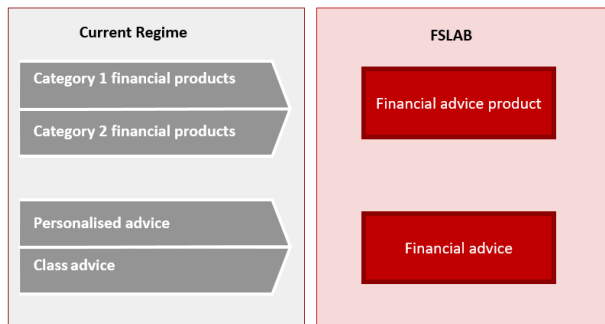 Current Regime
Category 1 financial products
Category 2 financial products
Personalised advice
Class advice
FSLAB
Financial advice product
Financial advice